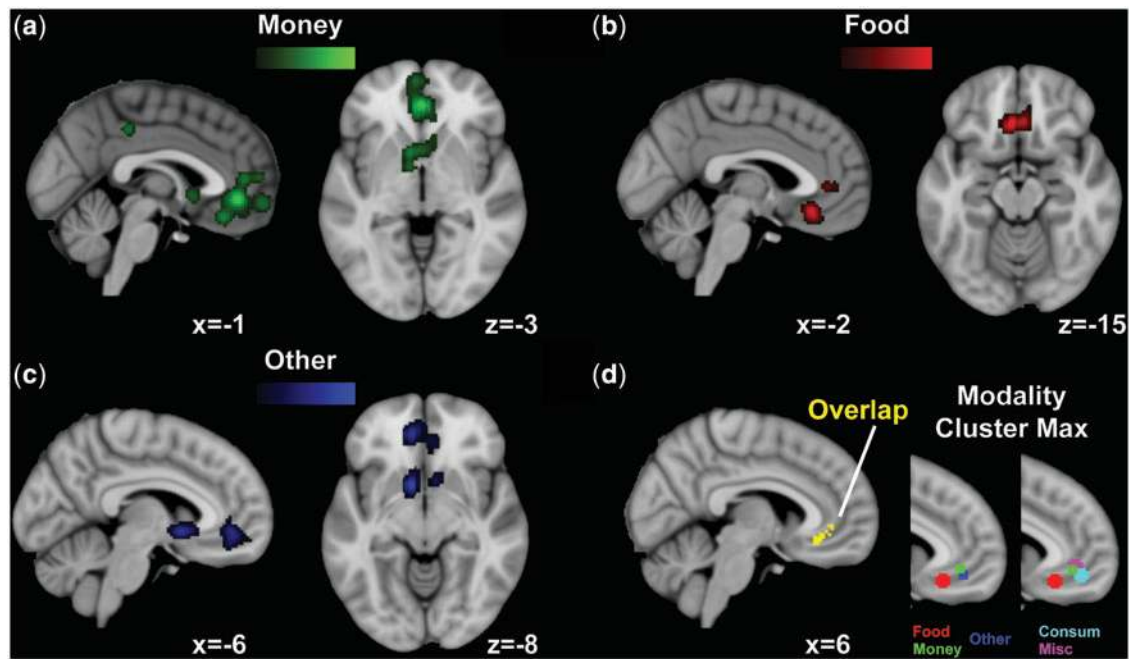 (a) Money
x=-1 z=-3
(b) Food
x=-2 z=-15
(c) Other
x=-6 z=-8
(d)
Overlap
Modality
Cluster Max
x=6
Food Other
Money
Consum
Misc